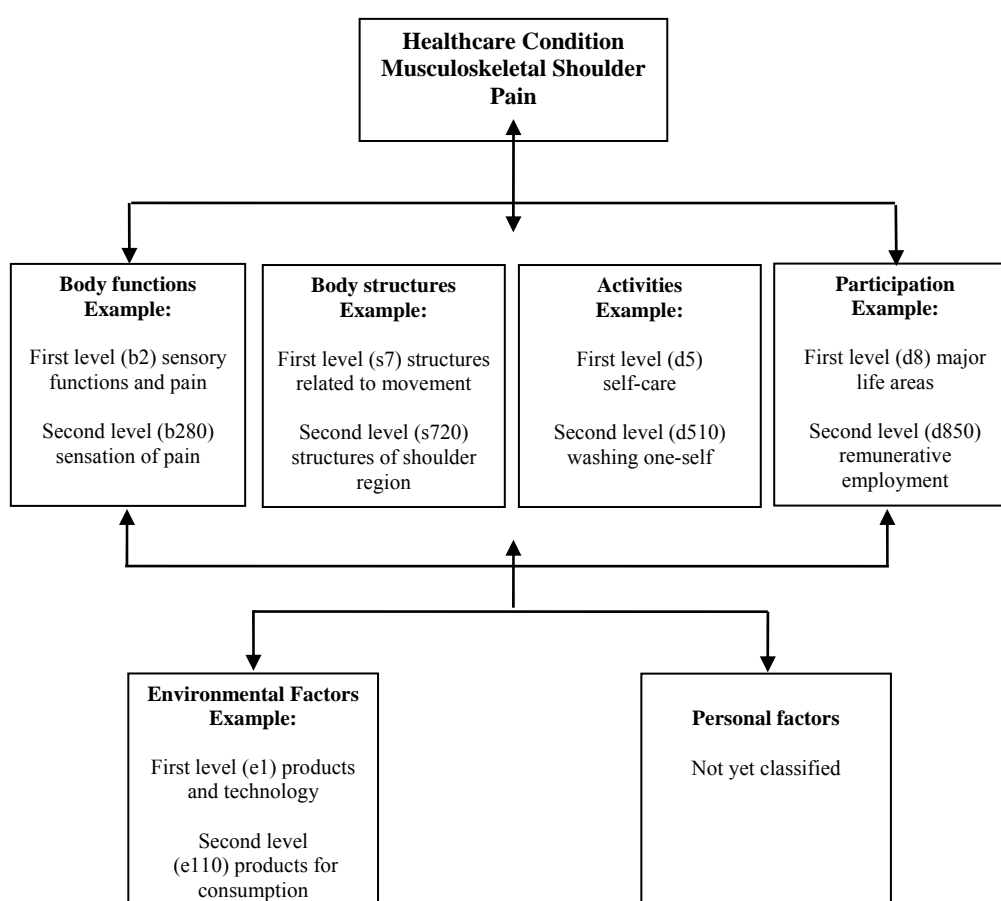 Healthcare Condition
Musculoskeletal Shoulder
Pain
Body functions
Example:
First level (b2) sensory
functions and pain
Second level (b280)
sensation of pain
Body structures
Example:
First level (s7) structures
related to movement
Second level (s720)
structures of shoulder
region
Activities
Example:
First level (d5)
self-care
Second level (d510)
washing one-self
Participation
Example:
First level (d8) major
life areas
Second level (d850)
remunerative
employment
Environmental Factors
Example:
First level (e1) products
and technology
Second level
(e110) products for
consumption
Personal factors
Not yet classified